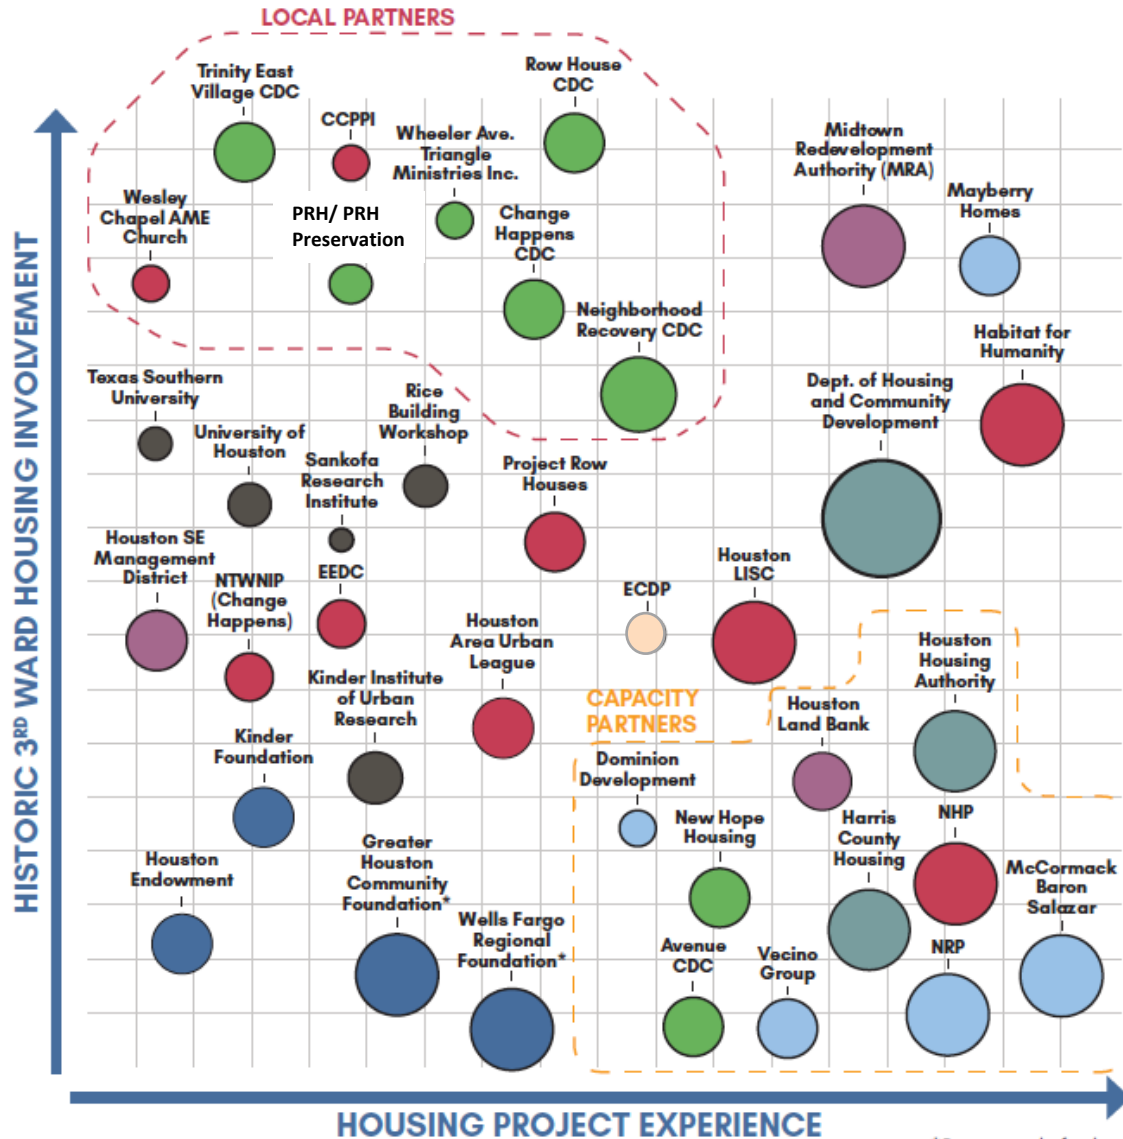 LOCAL PARTNERS
Trinity East
Village CDC
CCPPI
Wheeler Ave.
Triangle
Ministries Inc.
Row House
CDC
Midtown
Redevelopment
Authority (MRA)
Mayberry
Homes
Wesley
Chapel AME
Church
PRH/ PRH
Preservation
Change
Happens
CDC
Neighborhood
Recovery CDC
Habitat for
Humanity
Texas Southern
University
University of
Houston
Rice
Building
Workshop
Sankofa
Research
Institute
Project Row
Houses
Dept. of Housing
and Community
Development
Houston SE
Management
District
NTWNIP
(Change
Happens)
EEDC
Houston
Area Urban
League
ECDP
Houston
LISC
Houston
Housing
Authority
Kinder Institute
of Urban
Research
CAPACITY
PARTNERS
Houston
Land Bank
Kinder
Foundation
Dominion
Development
New Hope
Housing
Harris
County
Housing
NHP
McCormack
Baron
Salazar
Houston
Endowment
Greater
Houston
Community
Foundation*
Wells Fargo
Regional
Foundation*
Avenue
CDC
Vecino
Group
NRP
HISTORIC 3RD WARD HOUSING INVOLVEMENT
HOUSING PROJECT EXPERIENCE